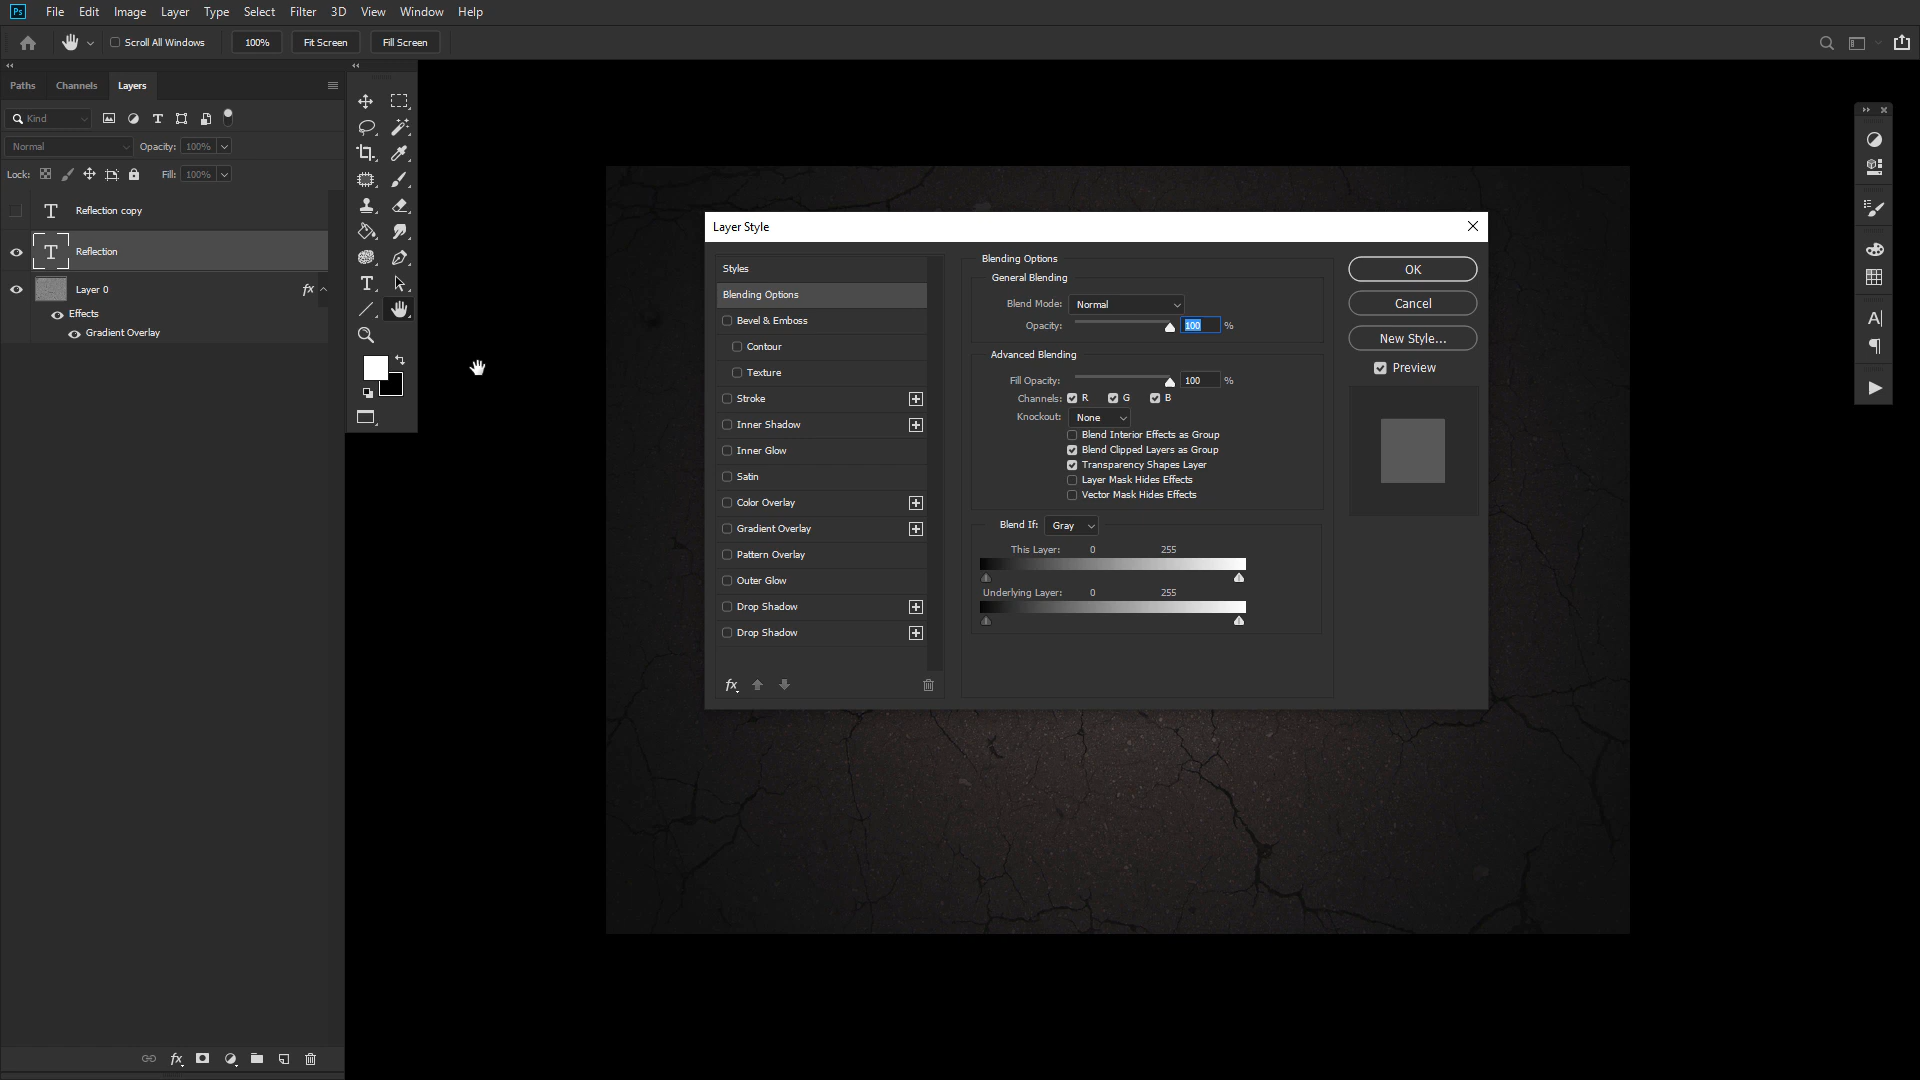 Ps File Edit Image Layer Type Select Filter 3D View Window Help
Scroll All Windows 100% Fit Screen Fill Screen
Paths Channels Layers
Kind
Normal Opacity: 100%
Lock: Fill: 100%
Reflection copy
Reflection
Layer 0 fx
Effects
Gradient Overlay
Layer Style
Styles
Blending Options
Bevel & Emboss
Contour
Texture
Stroke
Inner Shadow
Inner Glow
Satin
Color Overlay
Gradient Overlay
Pattern Overlay
Outer Glow
Drop Shadow
Drop Shadow
fx
Blending Options
General Blending
Blend Mode: Normal
Opacity: 100 %
Advanced Blending
Fill Opacity: 100 %
Channels: R G B
Knockout: None
Blend Interior Effects as Group
Blend Clipped Layers as Group
Transparency Shapes Layer
Layer Mask Hides Effects
Vector Mask Hides Effects
Blend If: Gray
This Layer: 0 255
Underlying Layer: 0 255
OK
Cancel
New Style...
Preview
fx